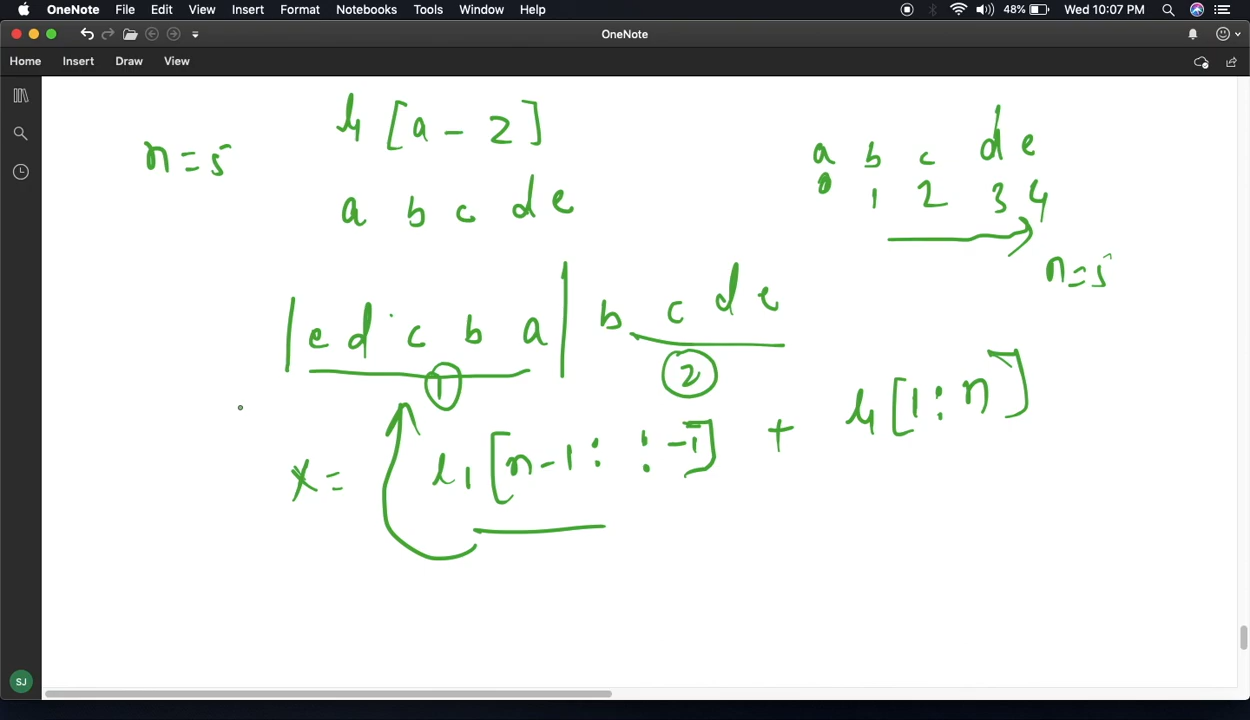 OneNote File Edit View Insert Format Notebooks Tools Window Help 48% Wed 10:07 PM
OneNote
Home Insert Draw View
l1 [a - 2]
n = 5
a b c d e
a b c d e
0 1 2 3 4
n = 5
| e d c b a | b c d e
1 2
x = l1 [n-1 : : -1] + l1 [1 : n]
SJ